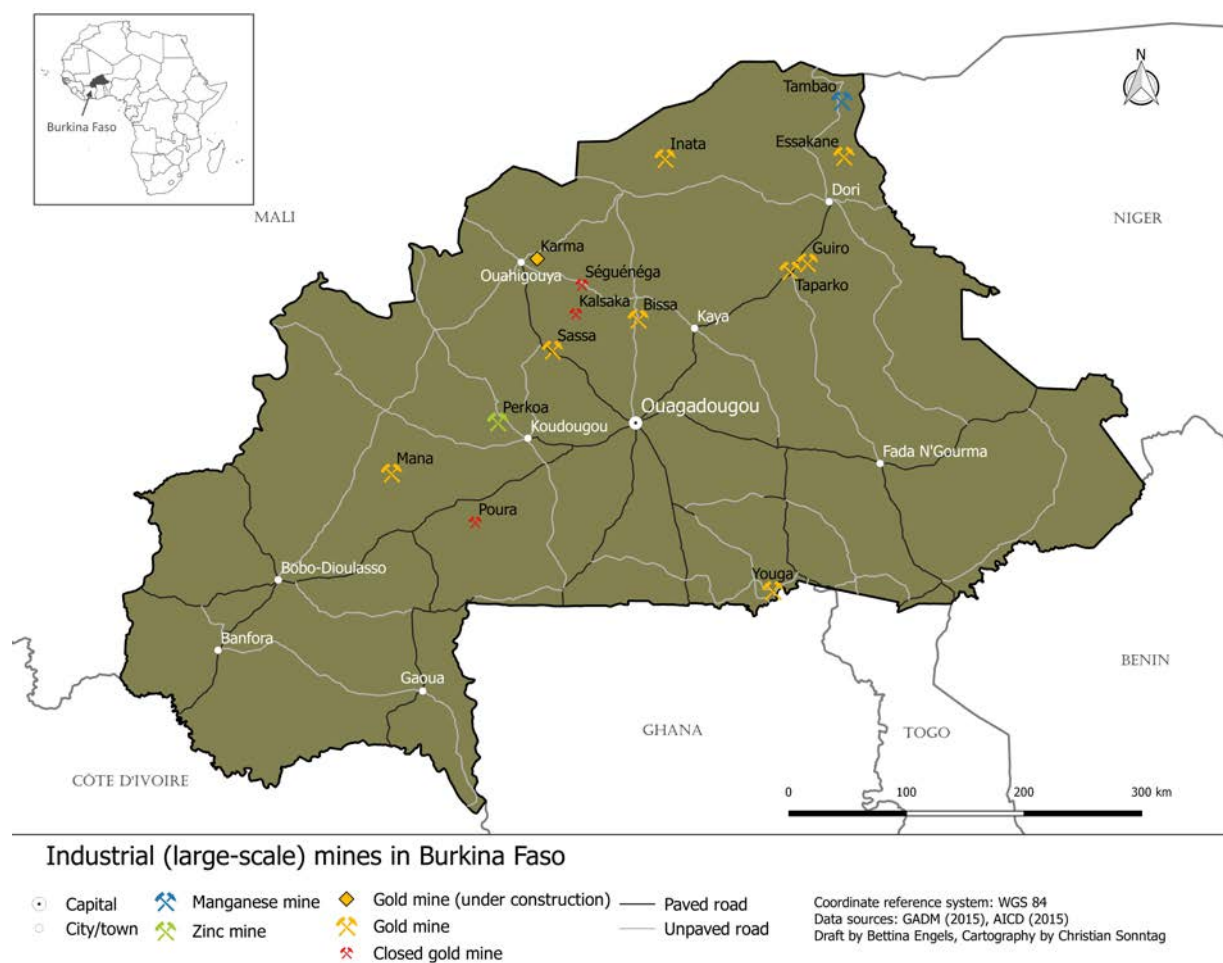 Burkina Faso
N
Tambao
Inata
Essakane
Dori
MALI
NIGER
Karma
Guiro
Ouahigouya
Séguénéga
Taparko
Kalsaka
Bissa
Kaya
Sassa
Ouagadougou
Perkoa
Koudougou
Fada N'Gourma
Mana
Poura
Bobo-Dioulasso
Youga
Banfora
BENIN
Gaoua
GHANA
TOGO
CÔTE D'IVOIRE
0 100 200 300 km
Industrial (large-scale) mines in Burkina Faso
Capital
City/town
Manganese mine
Zinc mine
Gold mine (under construction)
Gold mine
Closed gold mine
Paved road
Unpaved road
Coordinate reference system: WGS 84
Data sources: GADM (2015), AICD (2015)
Draft by Bettina Engels, Cartography by Christian Sonntag